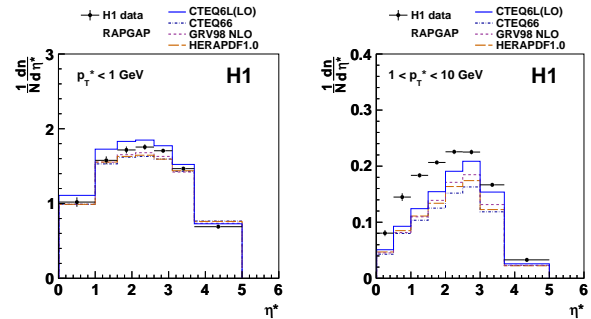 H1 data
RAPGAP
CTEQ6L(LO)
CTEQ66
GRV98 NLO
HERAPDF1.0
1 dn
N dη*
p_T* < 1 GeV
H1
3
2
1
0
0 1 2 3 4 5 6
η*
H1 data
RAPGAP
CTEQ6L(LO)
CTEQ66
GRV98 NLO
HERAPDF1.0
1 dn
N dη*
1 < p_T* < 10 GeV
H1
0.4
0.3
0.2
0.1
0
0 1 2 3 4 5 6
η*